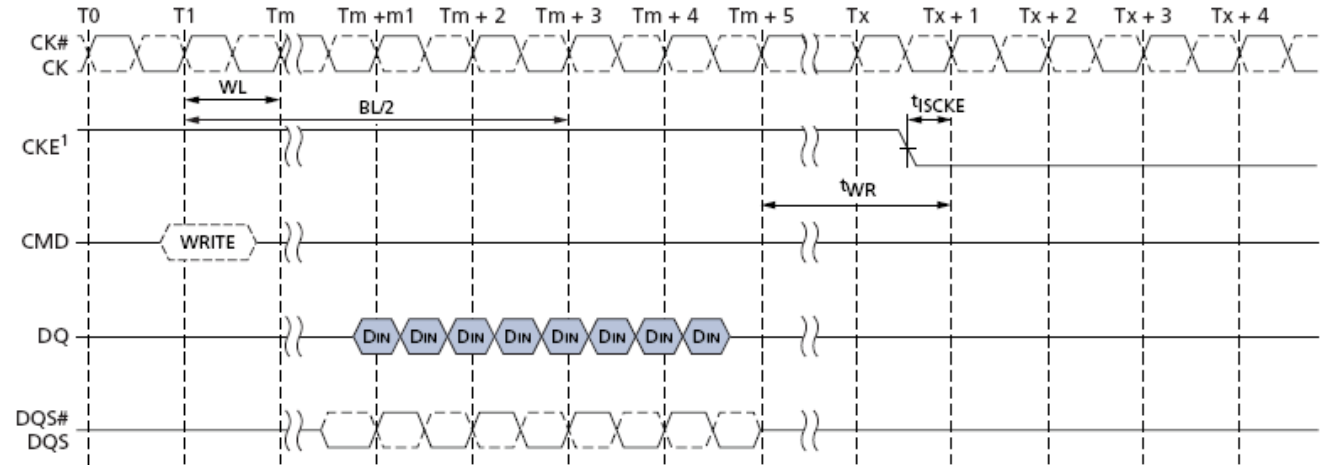 T0 T1 Tm Tm +m1 Tm + 2 Tm + 3 Tm + 4 Tm + 5 Tx Tx + 1 Tx + 2 Tx + 3 Tx + 4
CK#
CK
WL
BL/2
tISCKE
CKE1
tWR
CMD WRITE
DQ DIN DIN DIN DIN DIN DIN DIN DIN
DQS#
DQS